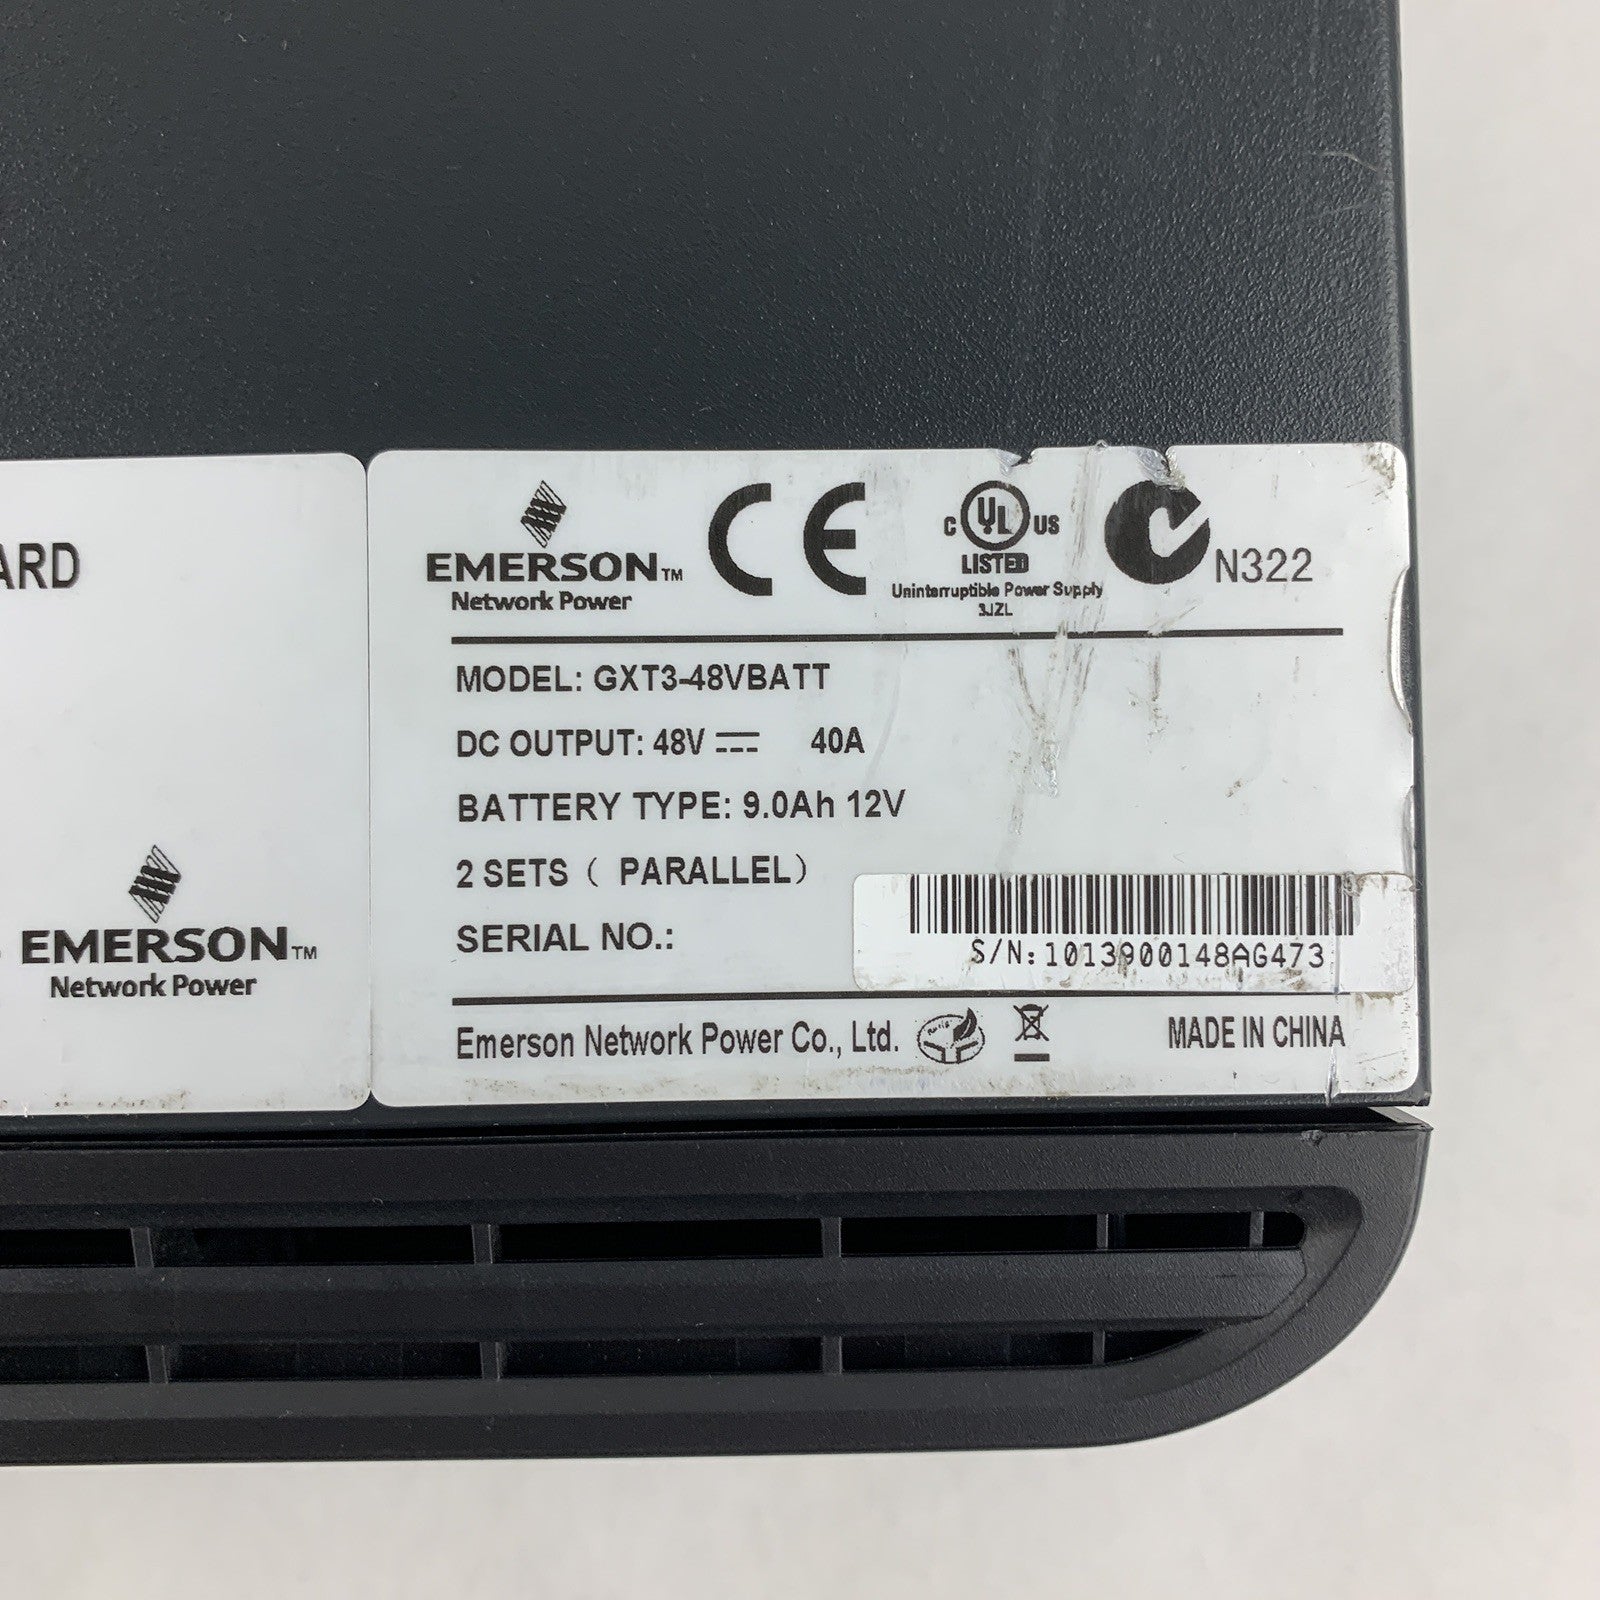 ARD
EMERSON™
Network Power
EMERSON™
Network Power
CE
C UL US
LISTED
Uninterruptible Power Supply
3JZL
N322
MODEL: GXT3-48VBATT
DC OUTPUT: 48V 40A
BATTERY TYPE: 9.0Ah 12V
2 SETS ( PARALLEL)
SERIAL NO.:
S/N:1013900148AG473
Emerson Network Power Co., Ltd.
MADE IN CHINA